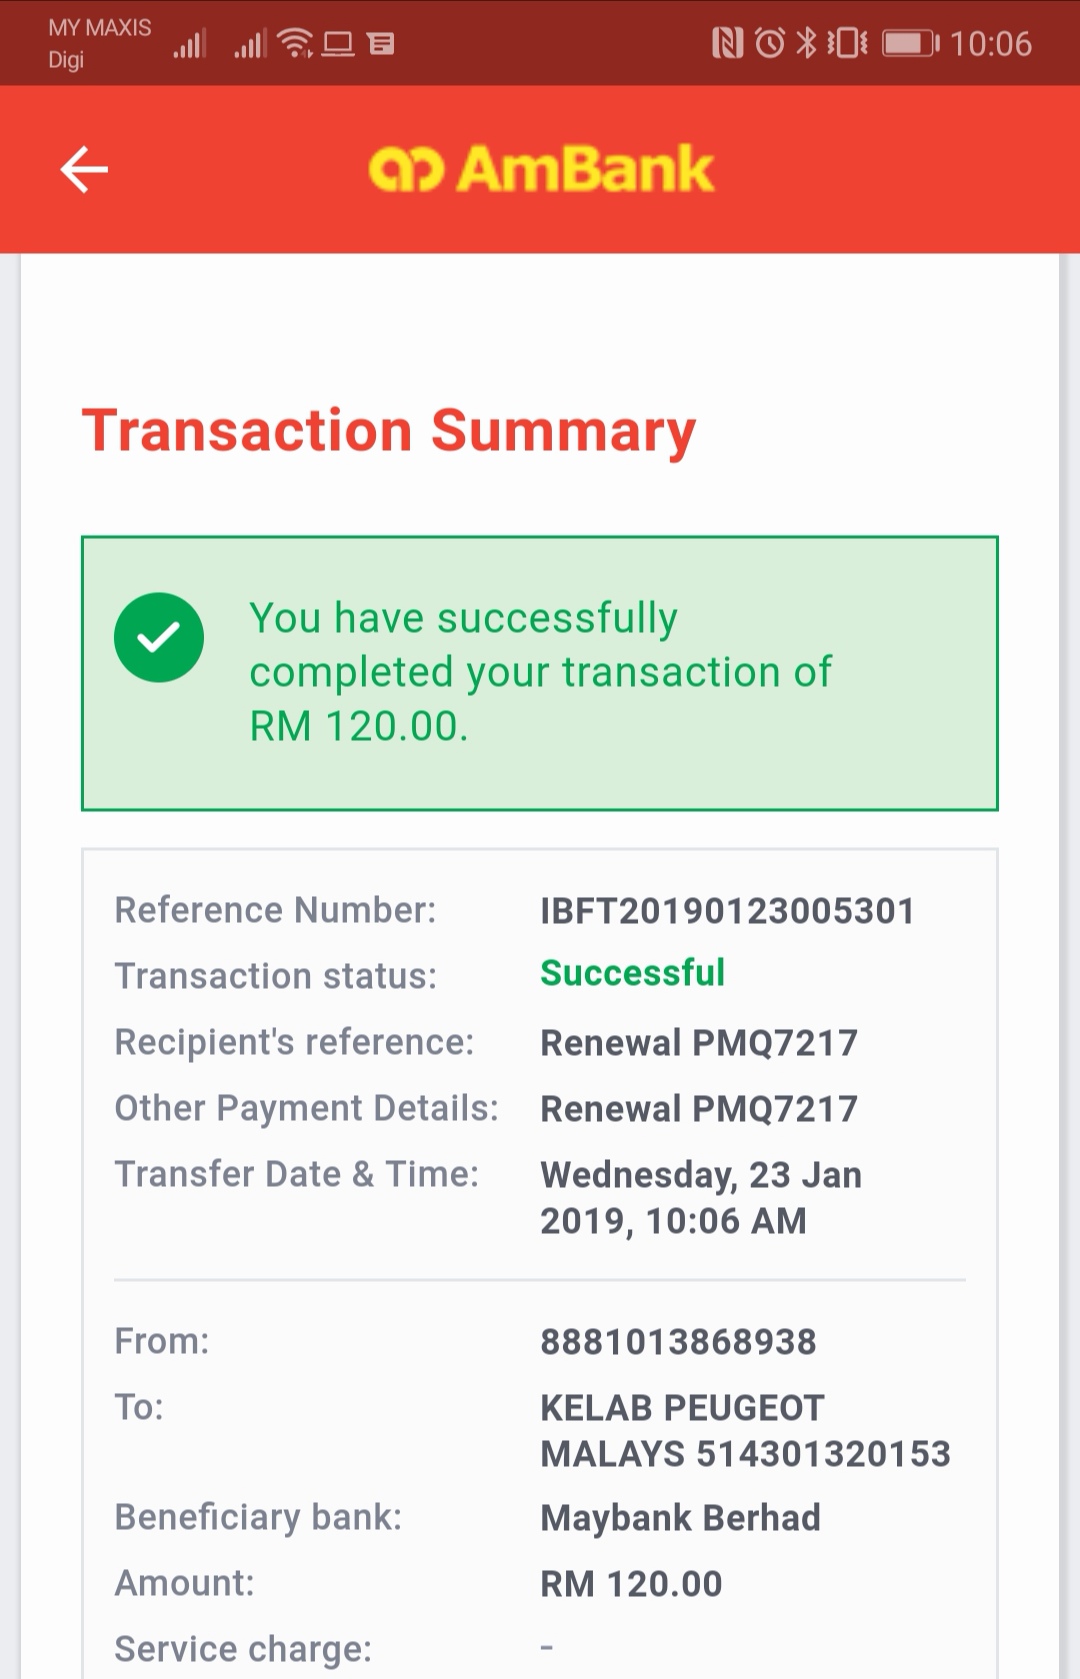 MY MAXIS
Digi
10:06
AmBank
Transaction Summary
You have successfully
completed your transaction of
RM 120.00.
Reference Number: IBFT20190123005301
Transaction status: Successful
Recipient's reference: Renewal PMQ7217
Other Payment Details: Renewal PMQ7217
Transfer Date & Time: Wednesday, 23 Jan
2019, 10:06 AM
From: 8881013868938
To: KELAB PEUGEOT
MALAYS 514301320153
Beneficiary bank: Maybank Berhad
Amount: RM 120.00
Service charge: -